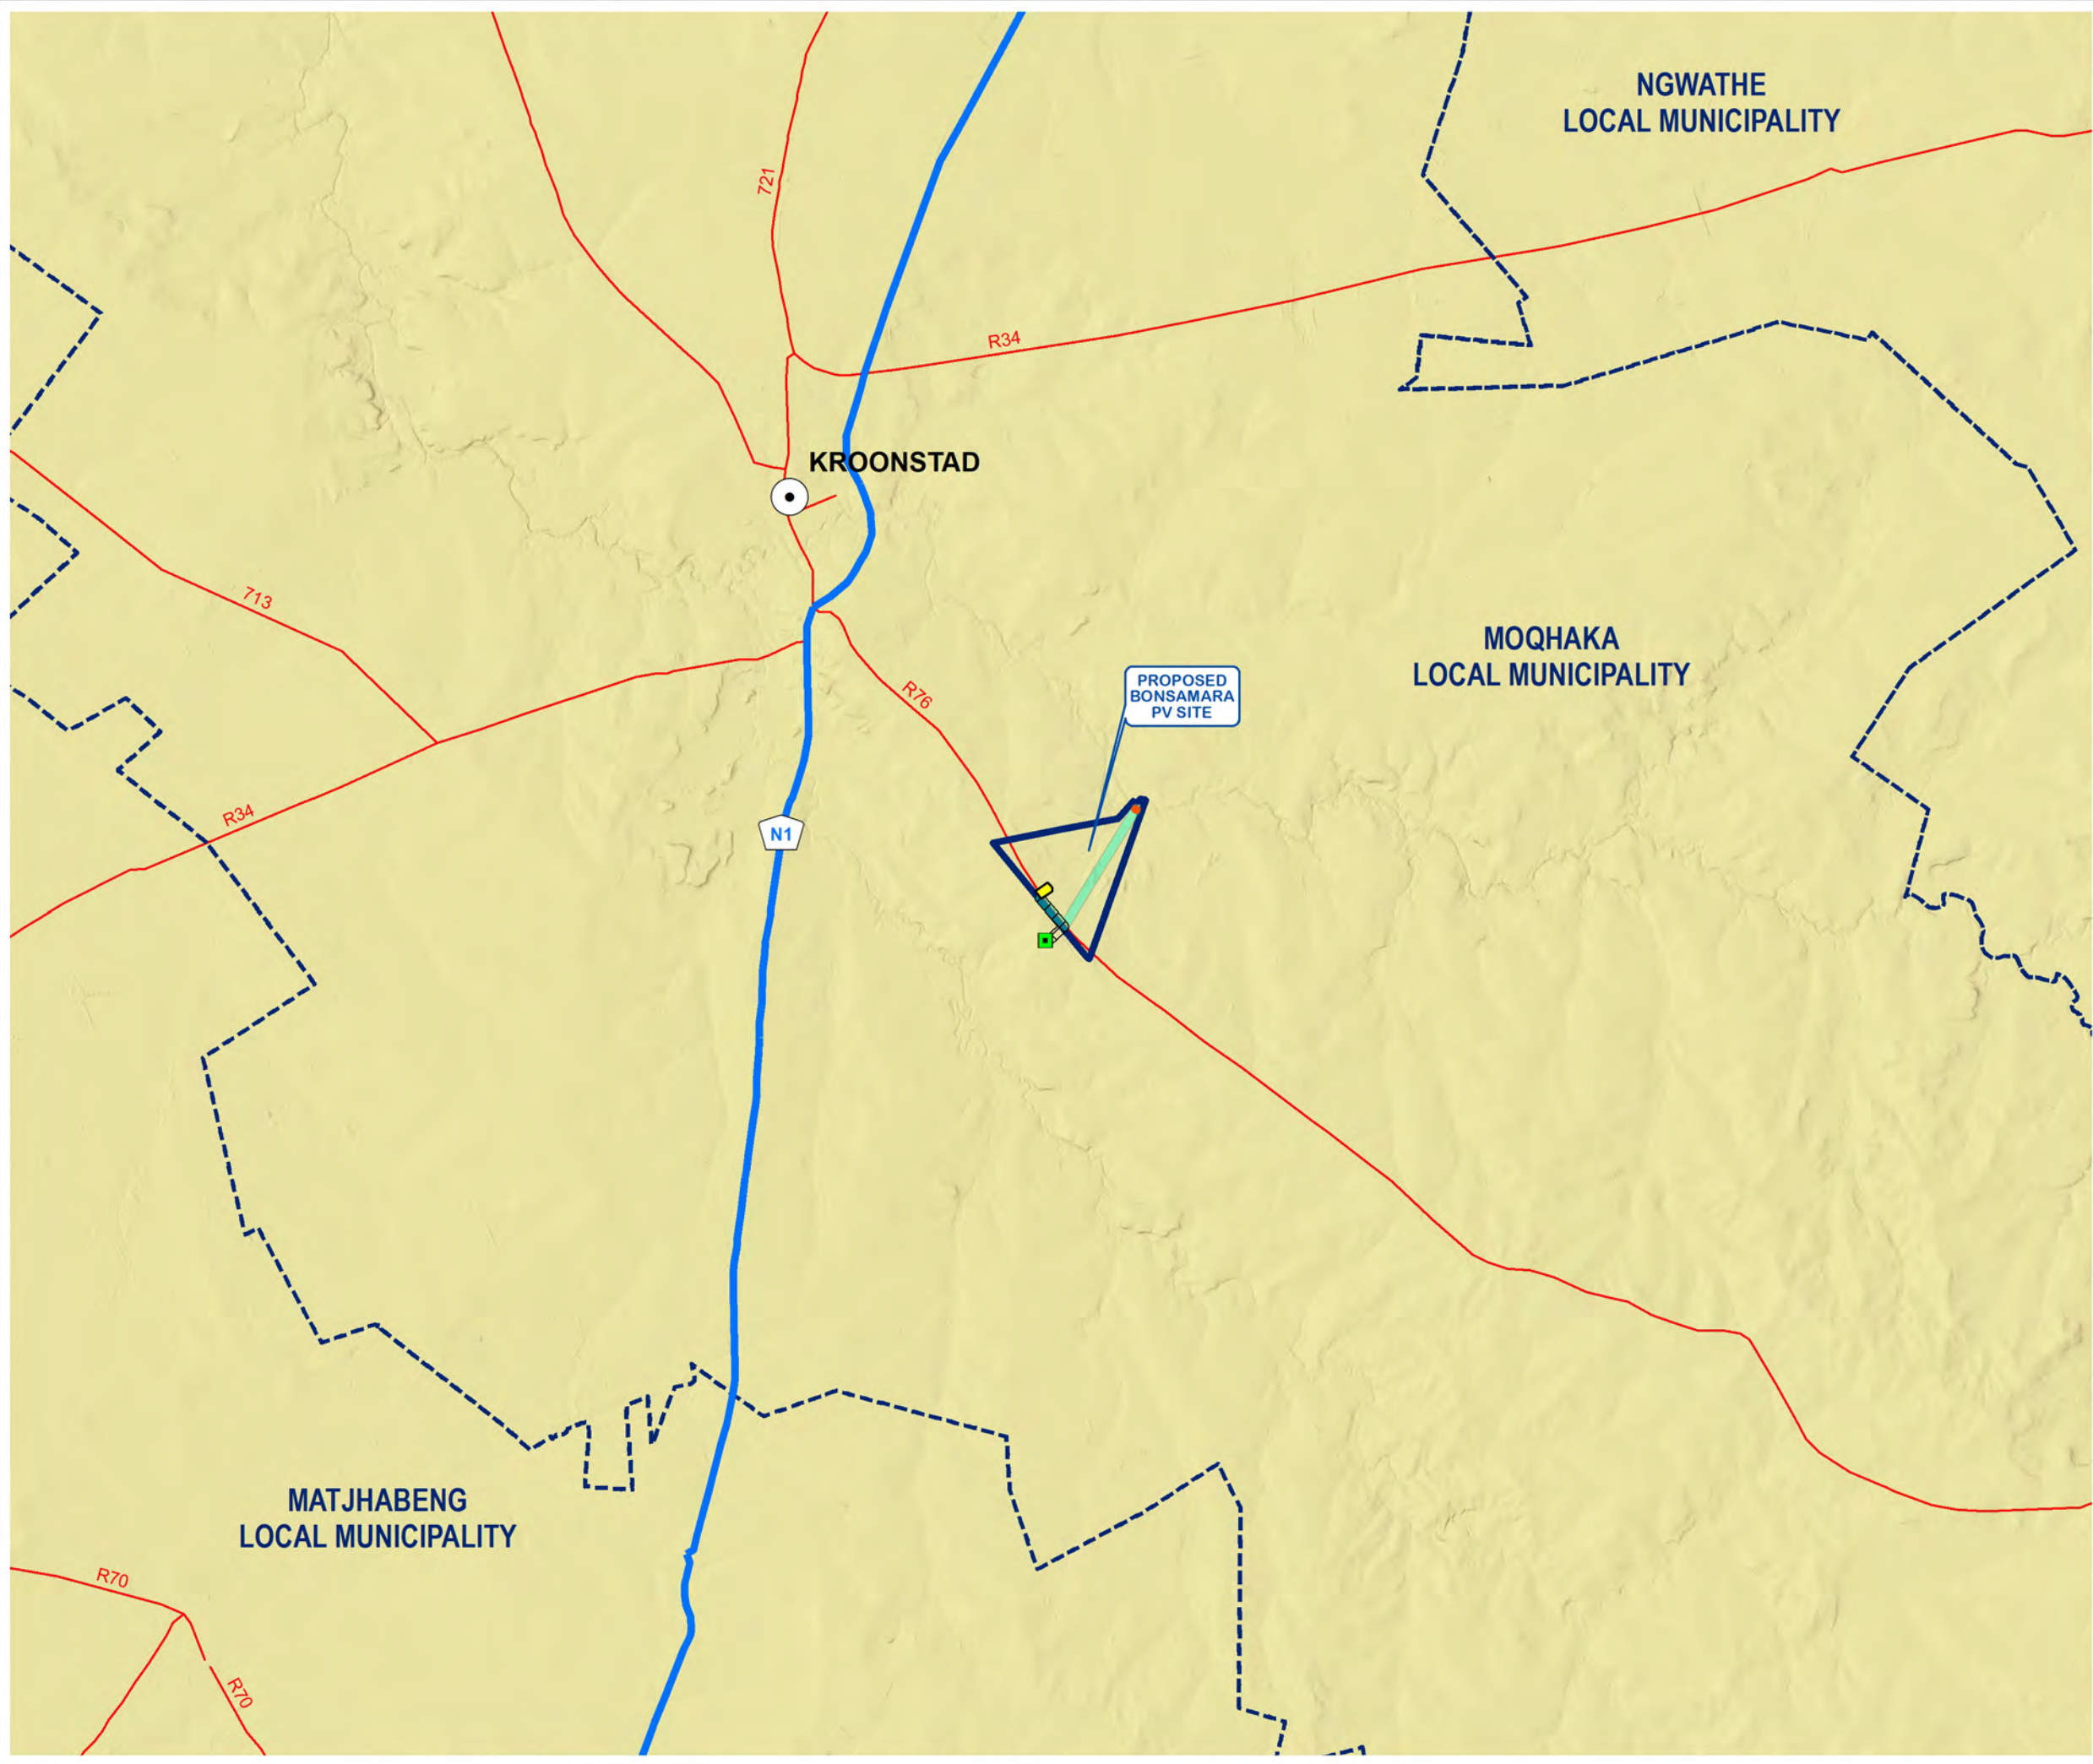 NGWATHE
LOCAL MUNICIPALITY
721
R34
KROONSTAD
713
MOQHAKA
LOCAL MUNICIPALITY
R76
PROPOSED
BONSAMARA
PV SITE
R34
N1
MATJHABENG
LOCAL MUNICIPALITY
R70
R70